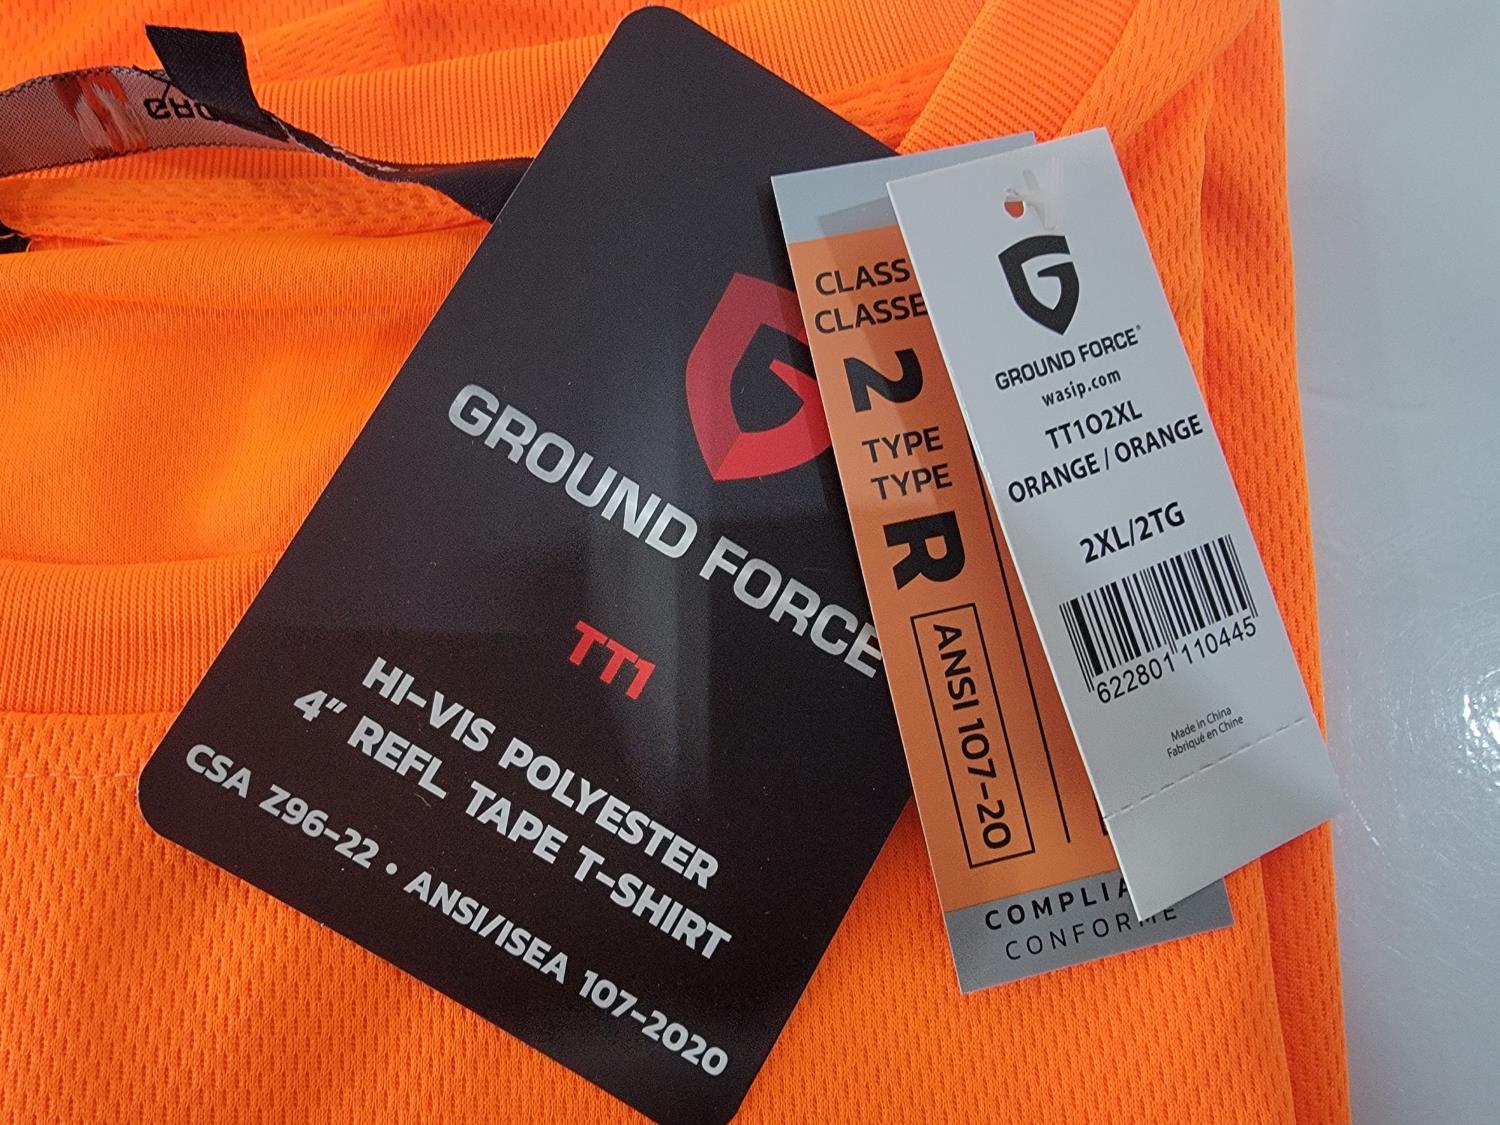 GROUND FORCE
TT1
HI-VIS POLYESTER
4" REFL. TAPE T-SHIRT
CSA Z96-22 • ANSI/ISEA 107-2020
CLASS
CLASSE
2
TYPE
TYPE
R
ANSI 107-20
CONFORME
GROUND FORCE®
wasip.com
TT1O2XL
ORANGE / ORANGE
2XL/2TG
622801 110445
Made in China
Fabriqué en Chine